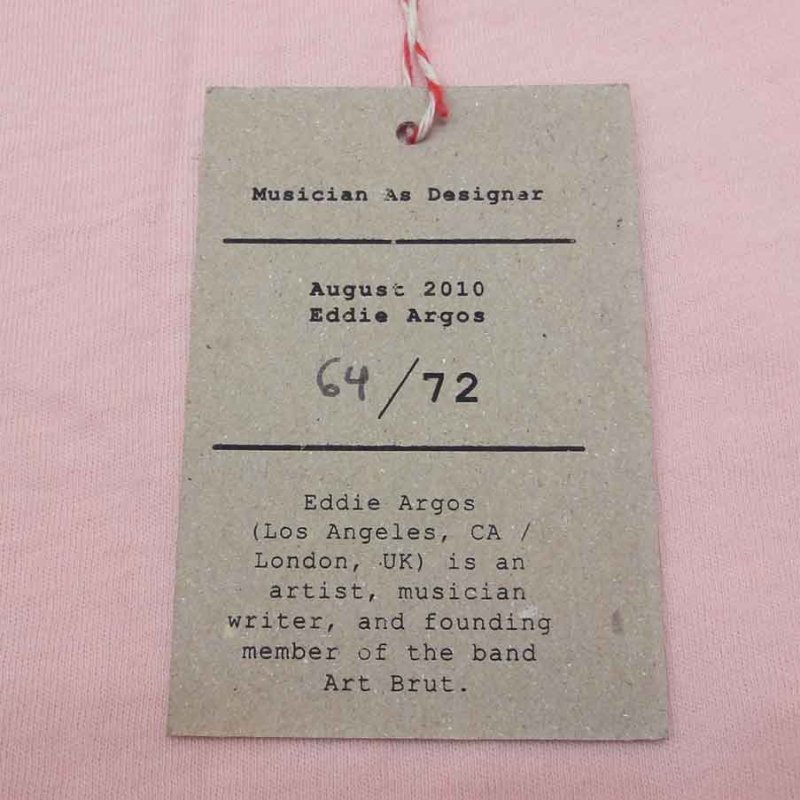 Musician As Designer
August 2010
Eddie Argos
64/72
Eddie Argos
(Los Angeles, CA /
London, UK) is an
artist, musician
writer, and founding
member of the band
Art Brut.